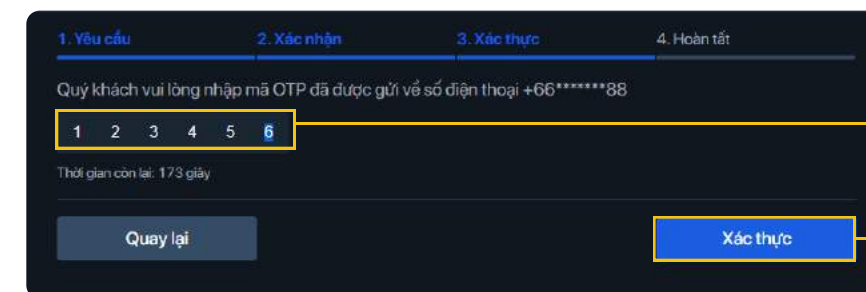 1. Yêu cầu 2. Xác nhận 3. Xác thực 4. Hoàn tất
Quý khách vui lòng nhập mã OTP đã được gửi về số điện thoại +66*******88
1 2 3 4 5 6
Thời gian còn lại: 173 giây
Quay lại Xác thực